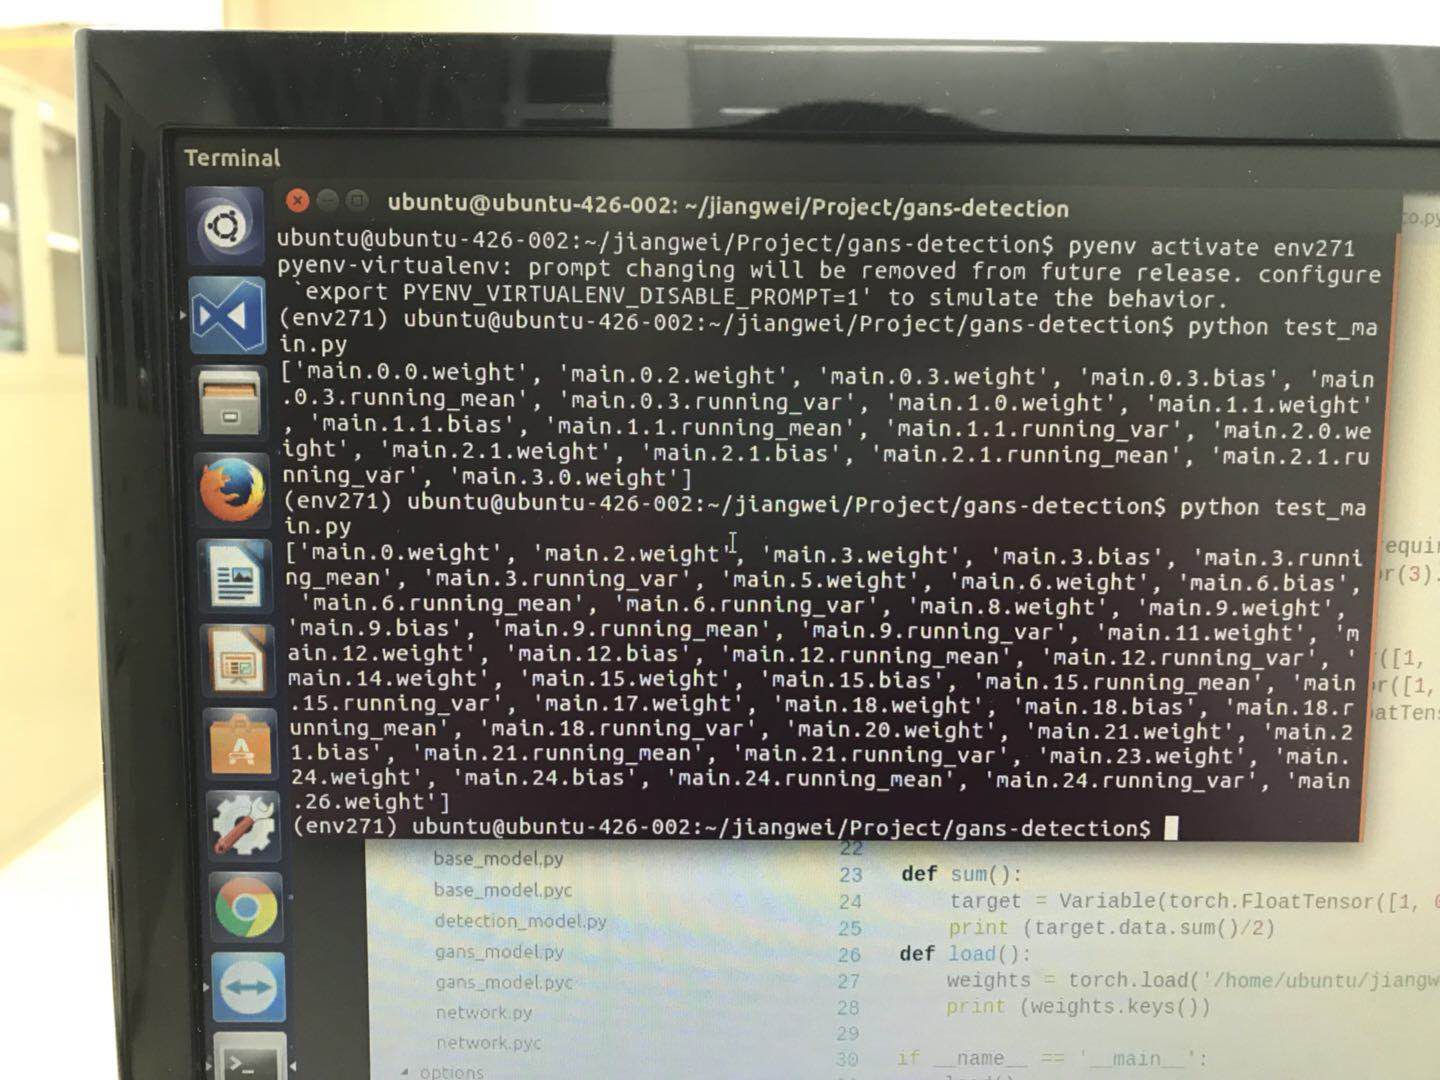 Terminal
ubuntu@ubuntu-426-002: ~/jiangwei/Project/gans-detection
ubuntu@ubuntu-426-002:~/jiangwei/Project/gans-detection$ pyenv activate env271
pyenv-virtualenv: prompt changing will be removed from future release. configure
`export PYENV_VIRTUALENV_DISABLE_PROMPT=1' to simulate the behavior.
(env271) ubuntu@ubuntu-426-002:~/jiangwei/Project/gans-detection$ python test_ma
in.py
['main.0.0.weight', 'main.0.2.weight', 'main.0.3.weight', 'main.0.3.bias', 'main
.0.3.running_mean', 'main.0.3.running_var', 'main.1.0.weight', 'main.1.1.weight'
, 'main.1.1.bias', 'main.1.1.running_mean', 'main.1.1.running_var', 'main.2.0.we
ight', 'main.2.1.weight', 'main.2.1.bias', 'main.2.1.running_mean', 'main.2.1.ru
nning_var', 'main.3.0.weight']
(env271) ubuntu@ubuntu-426-002:~/jiangwei/Project/gans-detection$ python test_ma
in.py
['main.0.weight', 'main.2.weight', 'main.3.weight', 'main.3.bias', 'main.3.runni
ng_mean', 'main.3.running_var', 'main.5.weight', 'main.6.weight', 'main.6.bias',
'main.6.running_mean', 'main.6.running_var', 'main.8.weight', 'main.9.weight',
'main.9.bias', 'main.9.running_mean', 'main.9.running_var', 'main.11.weight', 'm
ain.12.weight', 'main.12.bias', 'main.12.running_mean', 'main.12.running_var', '
main.14.weight', 'main.15.weight', 'main.15.bias', 'main.15.running_mean', 'main
.15.running_var', 'main.17.weight', 'main.18.weight', 'main.18.bias', 'main.18.r
unning_mean', 'main.18.running_var', 'main.20.weight', 'main.21.weight', 'main.2
1.bias', 'main.21.running_mean', 'main.21.running_var', 'main.23.weight', 'main.
24.weight', 'main.24.bias', 'main.24.running_mean', 'main.24.running_var', 'main
.26.weight']
(env271) ubuntu@ubuntu-426-002:~/jiangwei/Project/gans-detection$
base_model.py
base_model.pyc
detection_model.py
gans_model.py
gans_model.pyc
network.py
network.pyc
options
22
23 def sum():
24 target = Variable(torch.FloatTensor([1,
25 print (target.data.sum()/2)
26 def load():
27 weights = torch.load('/home/ubuntu/jiangw
28 print (weights.keys())
29
30 if __name__ == '__main__':